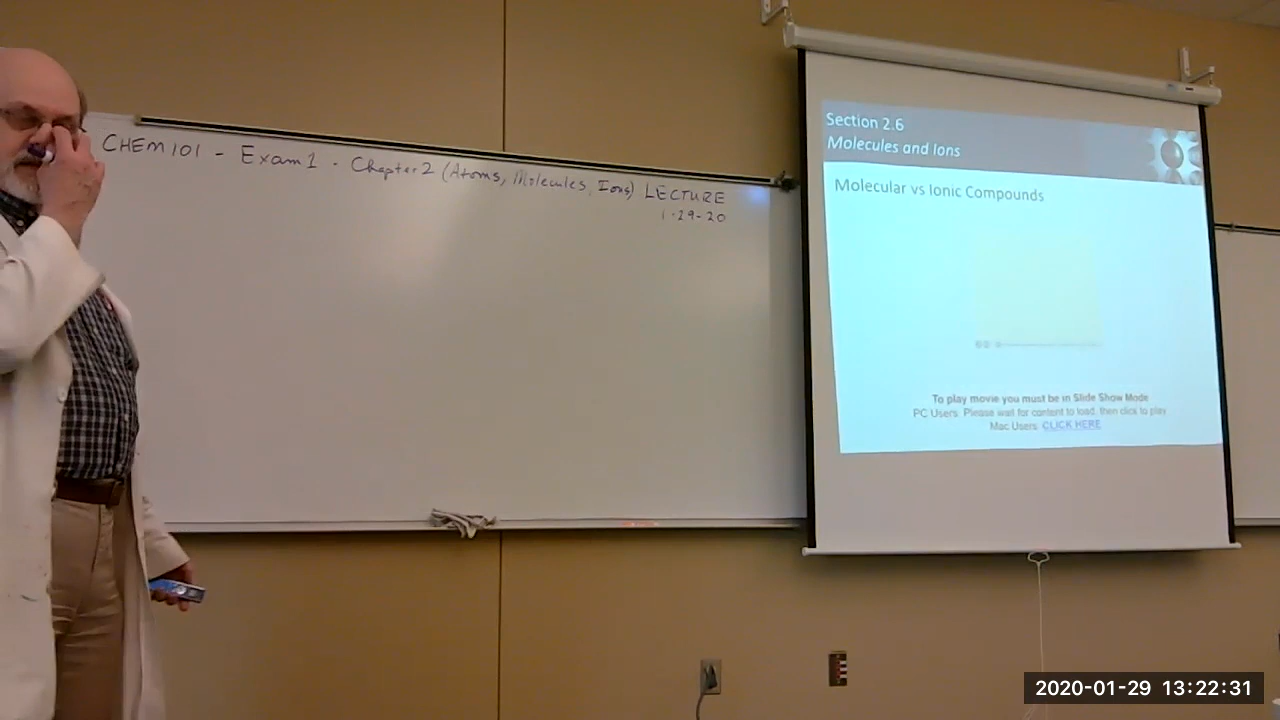 CHEM 101 - Exam 1 - Chapter 2 (Atoms, Molecules, Ions) LECTURE
1-29-20
Section 2.6
Molecules and Ions
Molecular vs Ionic Compounds
To play movie you must be in Slide Show Mode
PC Users: Please wait for content to load, then click to play
Mac Users: CLICK HERE
2020-01-29 13:22:31